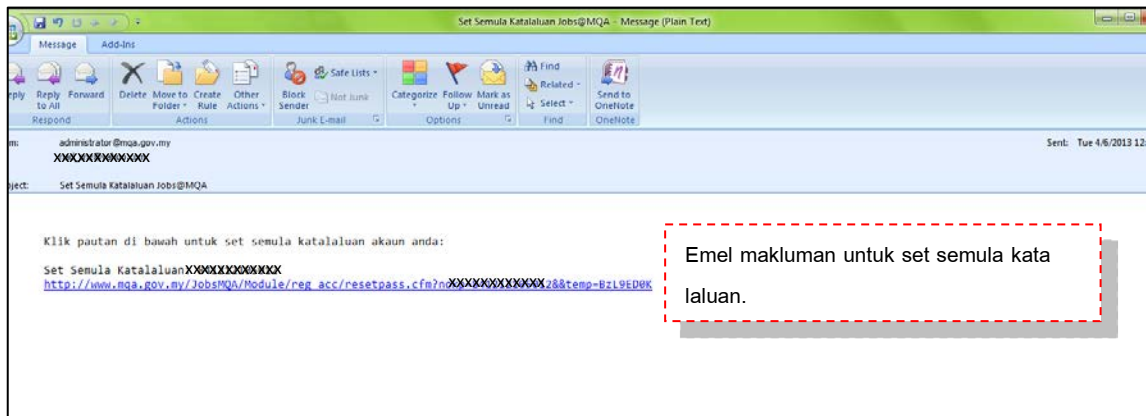 Set Semula Katalaluan Jobs@MQA - Message (Plain Text)
Message Add-Ins
Reply to All
Forward
Delete
Move to Folder
Create Rule
Other Actions
Block Sender
Safe Lists
Not Junk
Categorize
Follow Up
Mark as Unread
Find
Related
Select
Send to OneNote
Respond Actions Junk E-mail Options Find OneNote
administrator@mqa.gov.my
Sent: Tue 4/6/2013 12:
XXXXXXXXXXXX
Set Semula Katalaluan Jobs@MQA
Klik pautan di bawah untuk set semula katalaluan akaun anda:
Set Semula Katalaluan
http://www.mqa.gov.my/JobsMQA/Module/reg_acc/resetpass.cfm?no 2&&temp=BzL9ED0K
Emel makluman untuk set semula kata
laluan.